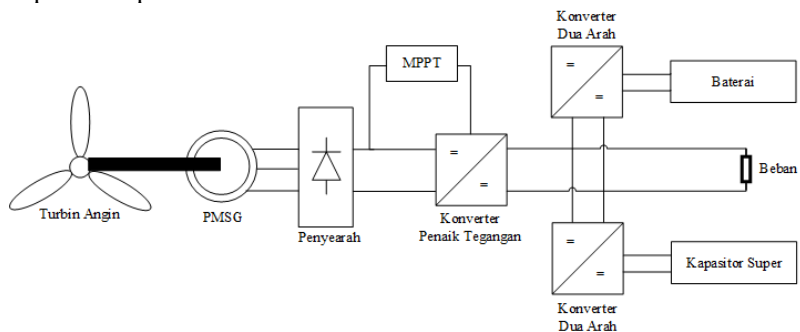 Konverter
Dua Arah
MPPT
=
=
Baterai
=
=
Beban
Turbin Angin
PMSG
Penyearah
Konverter
Penaik Tegangan
=
=
Kapasitor Super
Konverter
Dua Arah